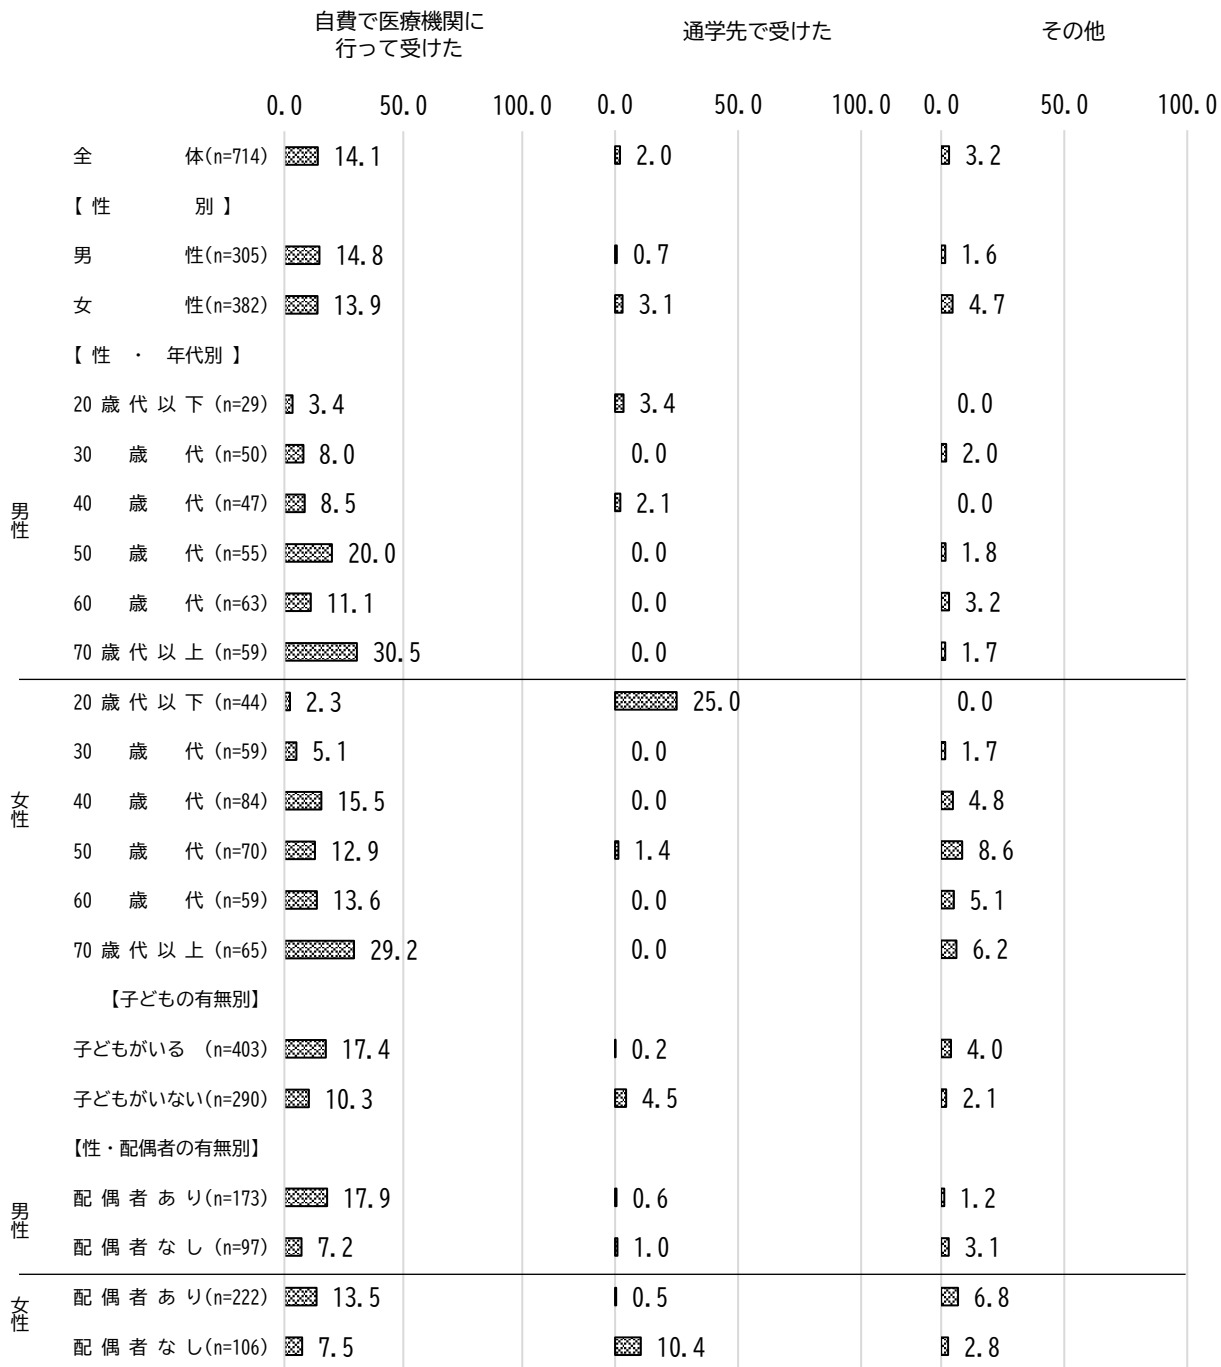 自費で医療機関に
行って受けた
通学先で受けた
その他
0.0 50.0 100.0 0.0 50.0 100.0 0.0 50.0 100.0
全 体(n=714) 14.1 2.0 3.2
【 性 別 】
男 性(n=305) 14.8 0.7 1.6
女 性(n=382) 13.9 3.1 4.7
【 性 ・ 年代別 】
男性
20 歳 代 以 下 (n=29) 3.4 3.4 0.0
30 歳 代 (n=50) 8.0 0.0 2.0
40 歳 代 (n=47) 8.5 2.1 0.0
50 歳 代 (n=55) 20.0 0.0 1.8
60 歳 代 (n=63) 11.1 0.0 3.2
70 歳 代 以 上 (n=59) 30.5 0.0 1.7
女性
20 歳 代 以 下 (n=44) 2.3 25.0 0.0
30 歳 代 (n=59) 5.1 0.0 1.7
40 歳 代 (n=84) 15.5 0.0 4.8
50 歳 代 (n=70) 12.9 1.4 8.6
60 歳 代 (n=59) 13.6 0.0 5.1
70 歳 代 以 上 (n=65) 29.2 0.0 6.2
【子どもの有無別】
子どもがいる (n=403) 17.4 0.2 4.0
子どもがいない(n=290) 10.3 4.5 2.1
【性・配偶者の有無別】
男性
配 偶 者 あ り(n=173) 17.9 0.6 1.2
配 偶 者 な し (n=97) 7.2 1.0 3.1
女性
配 偶 者 あ り(n=222) 13.5 0.5 6.8
配 偶 者 な し(n=106) 7.5 10.4 2.8